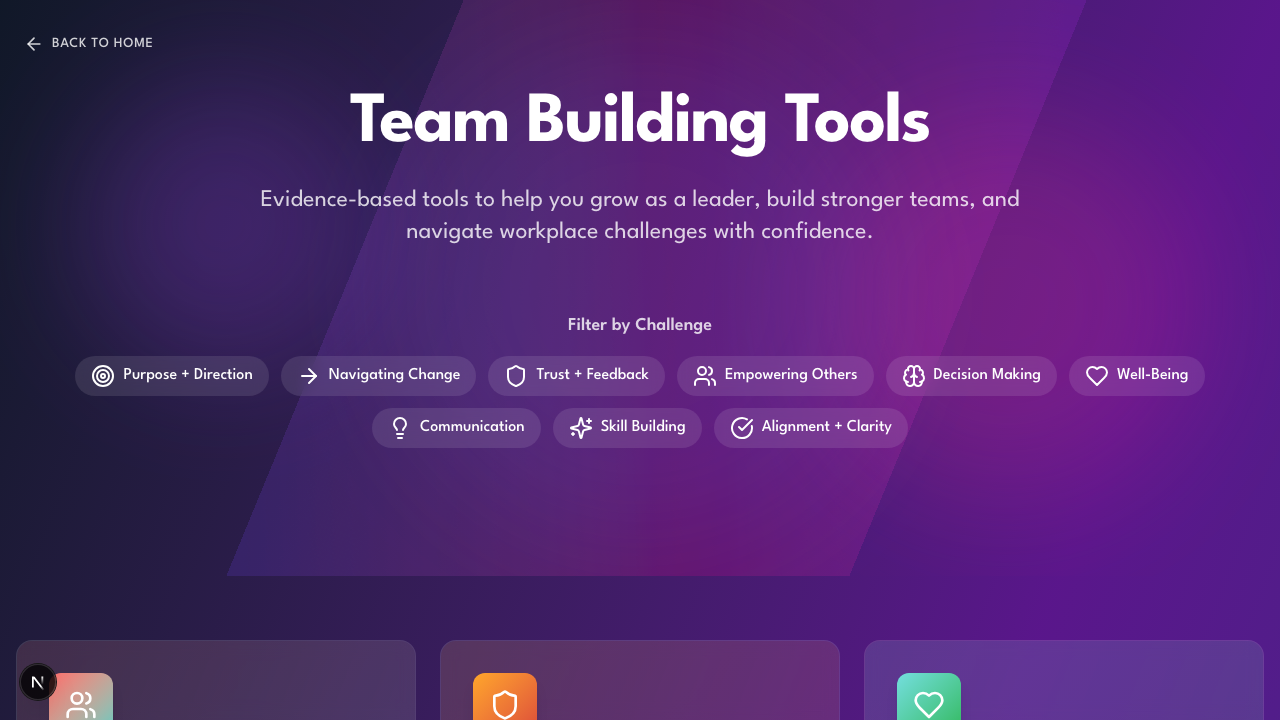 BACK TO HOME
Team Building Tools
Evidence-based tools to help you grow as a leader, build stronger teams, and
navigate workplace challenges with confidence.
Filter by Challenge
Purpose + Direction
Navigating Change
Trust + Feedback
Empowering Others
Decision Making
Well-Being
Communication
Skill Building
Alignment + Clarity
N